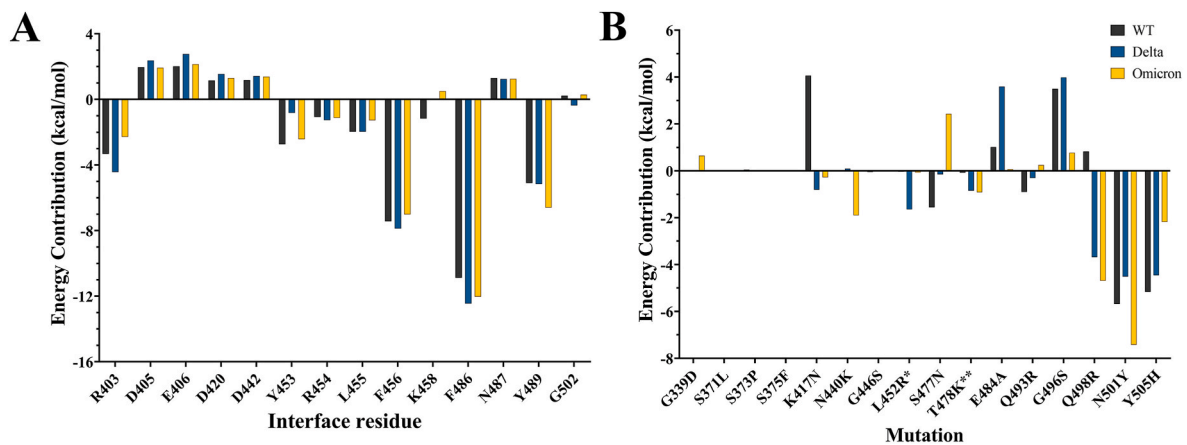 A
Energy Contribution (kcal/mol)
4
0
-4
-8
-12
-16
R403
D405
E406
D420
D442
Y453
R454
L455
F456
K458
F486
N487
Y489
G502
Interface residue
B
Energy Contribution (kcal/mol)
6
4
2
0
-2
-4
-6
-8
G339D
S371L
S373P
S375F
K417N
N440K
G446S
L452R*
S477N
T478K**
E484A
Q493R
G496S
Q498R
N501Y
Y505H
Mutation
WT
Delta
Omicron